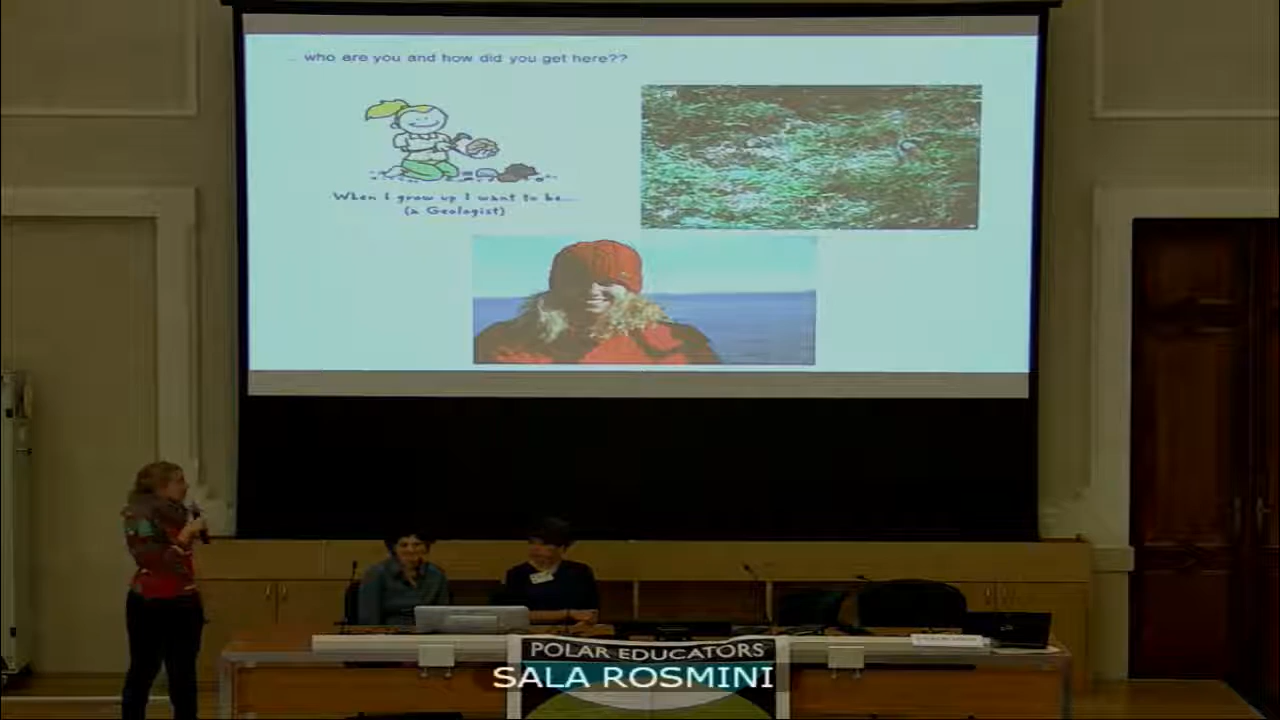 .. who are you and how did you get here??
When I grow up I want to be...
(a Geologist)
POLAR EDUCATORS
SALA ROSMINI